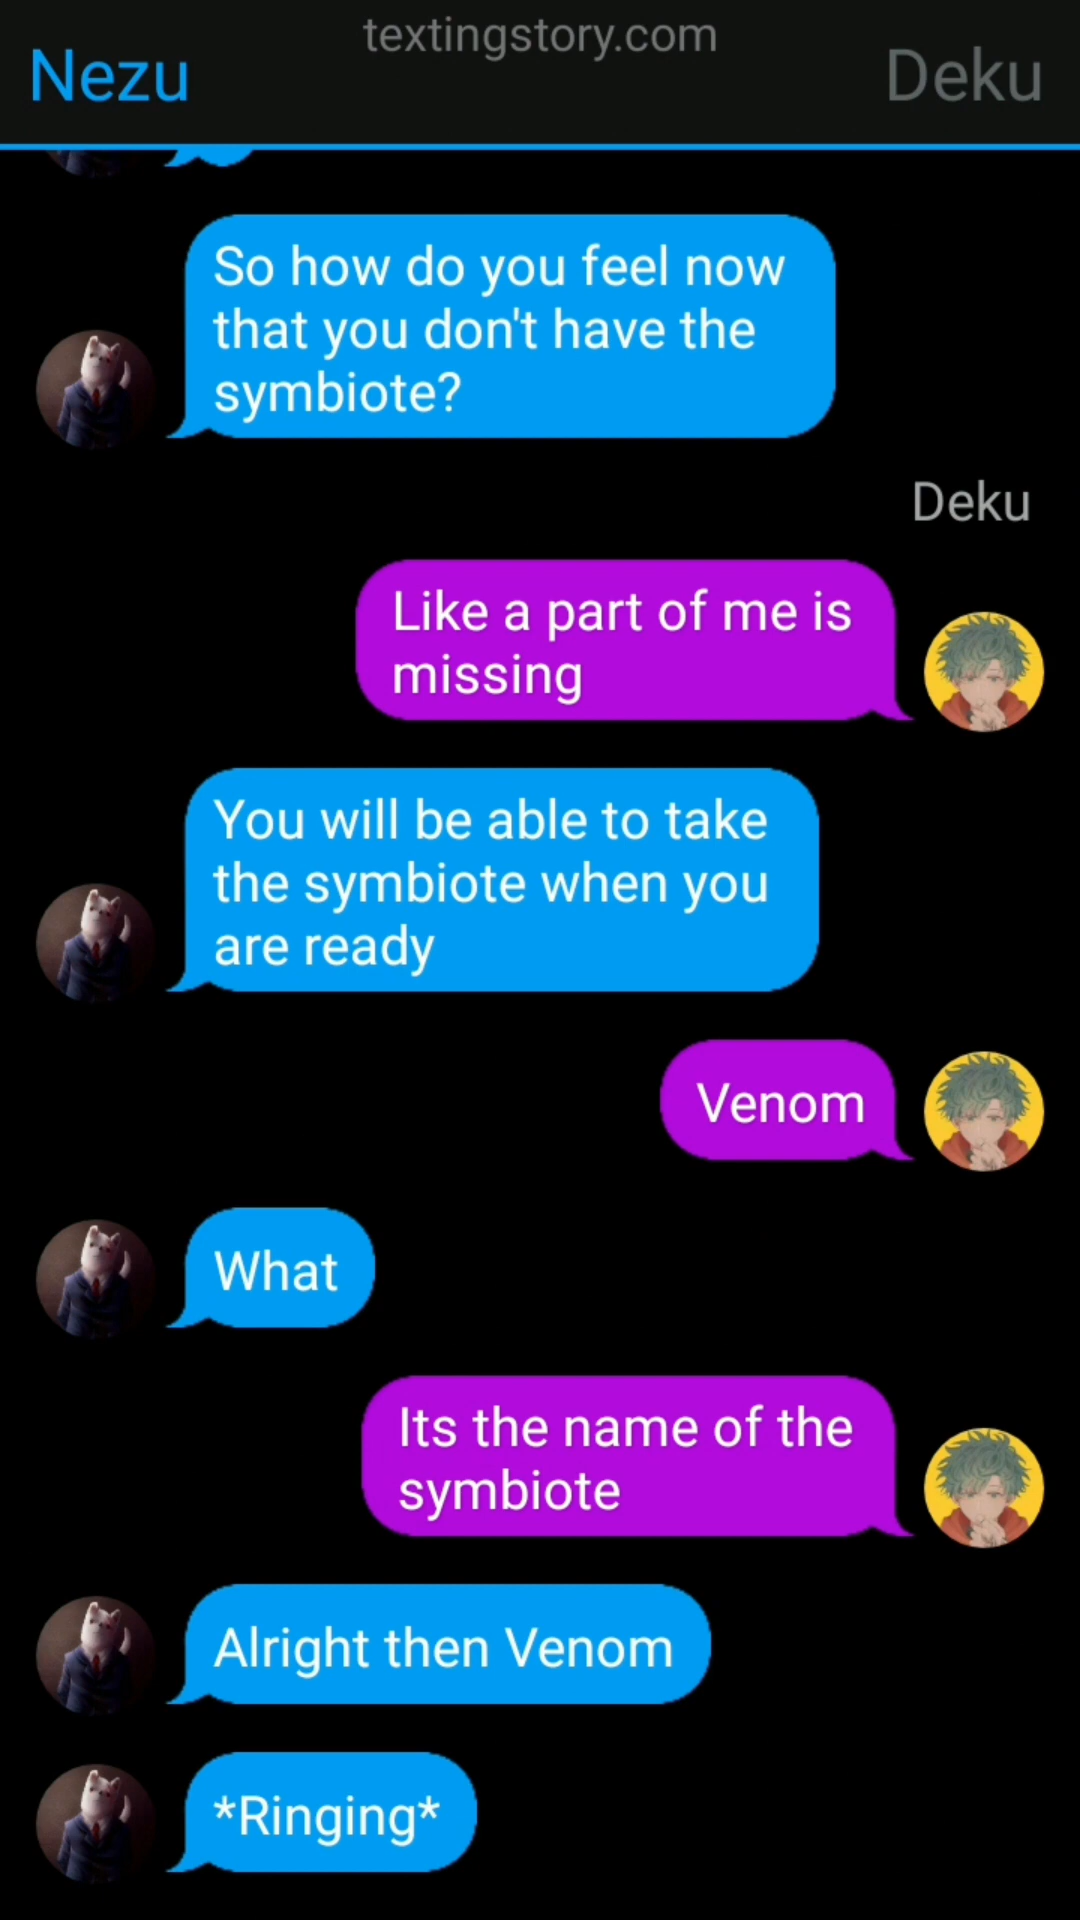 textingstory.com
Nezu
Deku
So how do you feel now
that you don't have the
symbiote?
Deku
Like a part of me is
missing
You will be able to take
the symbiote when you
are ready
Venom
What
Its the name of the
symbiote
Alright then Venom
*Ringing*